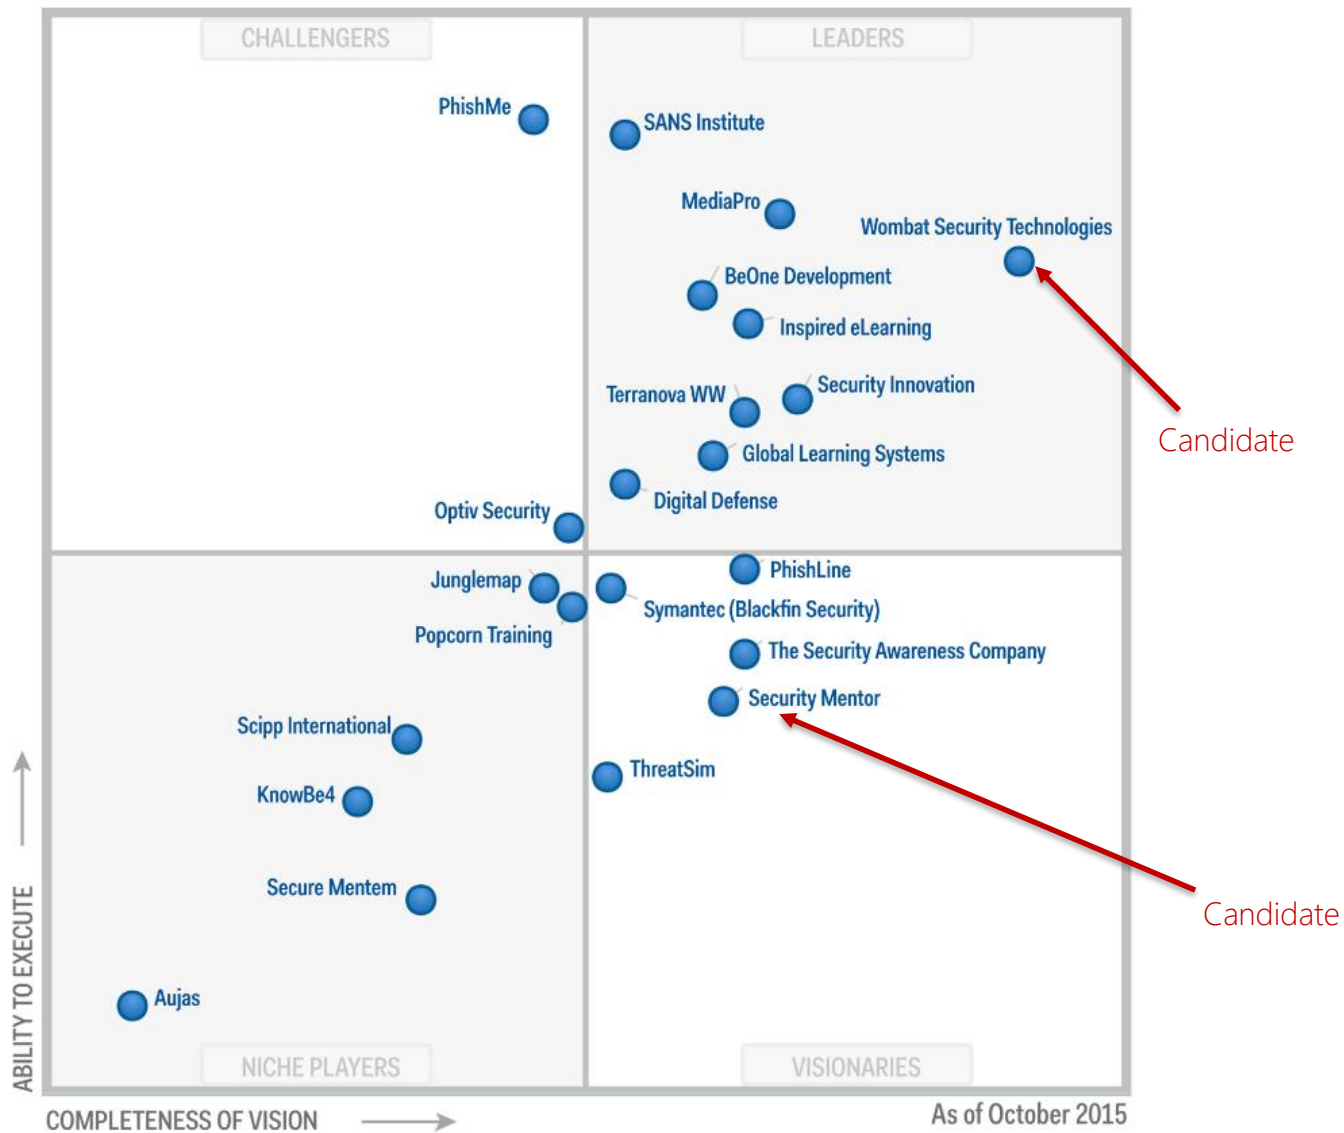 CHALLENGERS
LEADERS
PhishMe
SANS Institute
MediaPro
Wombat Security Technologies
BeOne Development
Inspired eLearning
Security Innovation
Terranova WW
Candidate
Global Learning Systems
Digital Defense
Optiv Security
PhishLine
Junglemap
Symantec (Blackfin Security)
Popcorn Training
The Security Awareness Company
Security Mentor
Scipp International
ThreatSim
KnowBe4
Secure Mentem
Candidate
Aujas
ABILITY TO EXECUTE
NICHE PLAYERS
VISIONARIES
COMPLETENESS OF VISION
As of October 2015